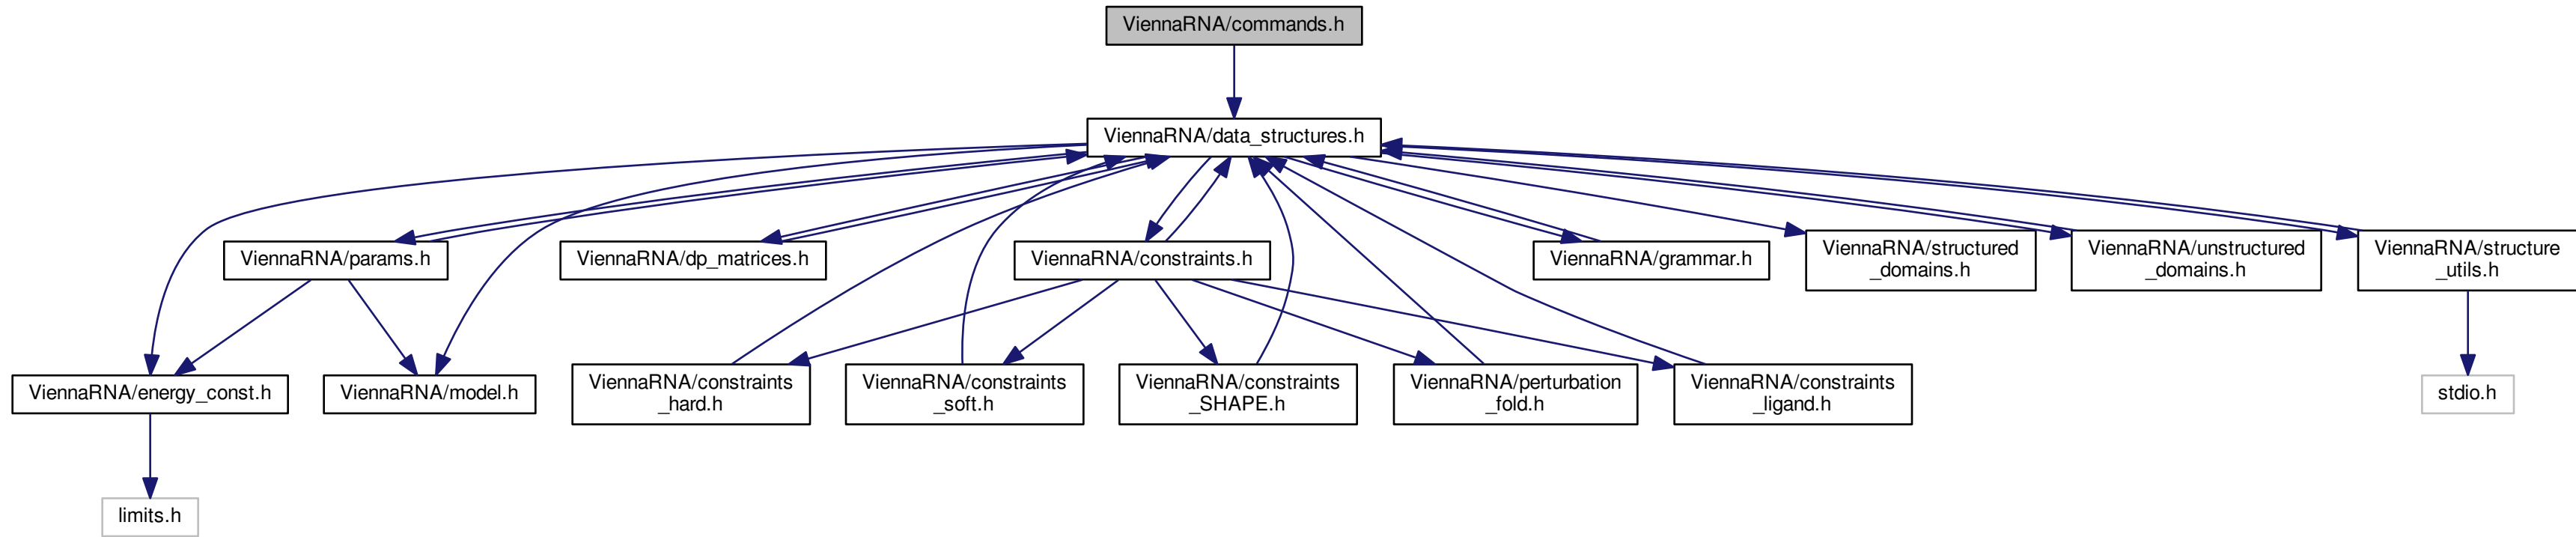 ViennaRNA/commands.h
ViennaRNA/data_structures.h
ViennaRNA/params.h
ViennaRNA/dp_matrices.h
ViennaRNA/constraints.h
ViennaRNA/grammar.h
ViennaRNA/structured
_domains.h
ViennaRNA/unstructured
_domains.h
ViennaRNA/structure
_utils.h
ViennaRNA/energy_const.h
ViennaRNA/model.h
ViennaRNA/constraints
_hard.h
ViennaRNA/constraints
_soft.h
ViennaRNA/constraints
_SHAPE.h
ViennaRNA/perturbation
_fold.h
ViennaRNA/constraints
_ligand.h
stdio.h
limits.h